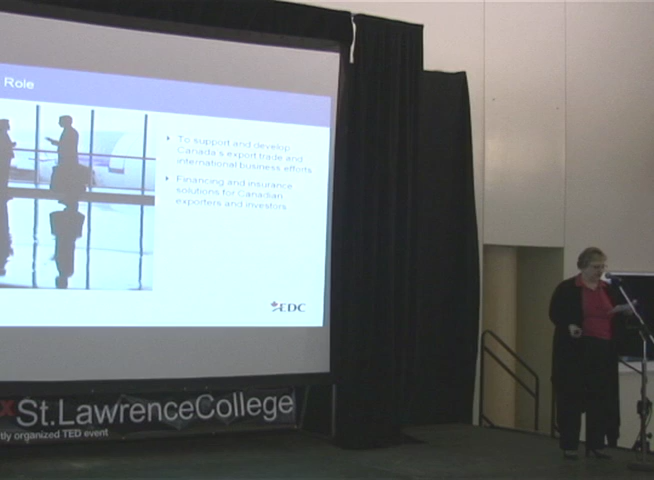 Role
To support and develop
Canada's export trade and
international business efforts
Financing and insurance
solutions for Canadian
exporters and investors
EDC
xSt.LawrenceCollege
organized TED event